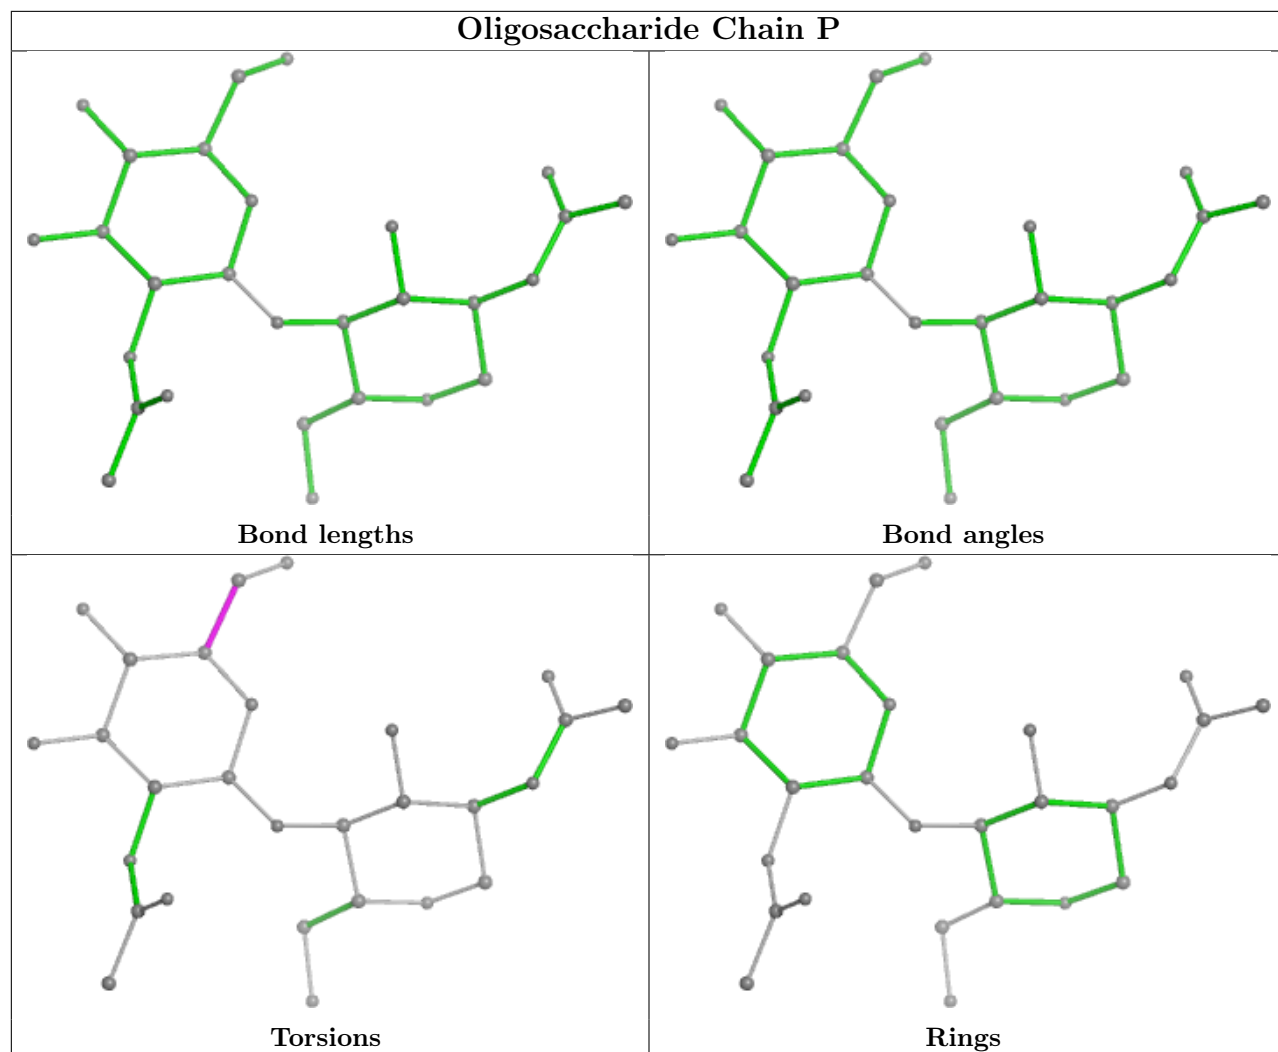 Oligosaccharide Chain P
Bond lengths
Bond angles
Torsions
Rings